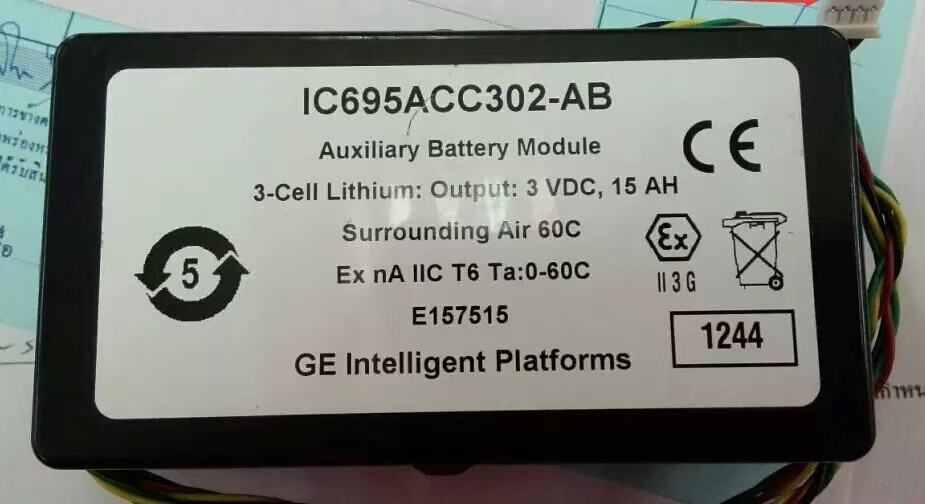 IC695ACC302-AB
Auxiliary Battery Module
3-Cell Lithium: Output: 3 VDC, 15 AH
Surrounding Air 60C
Ex nA IIC T6 Ta:0-60C
E157515
GE Intelligent Platforms
5
CE
Ex
II 3 G
1244